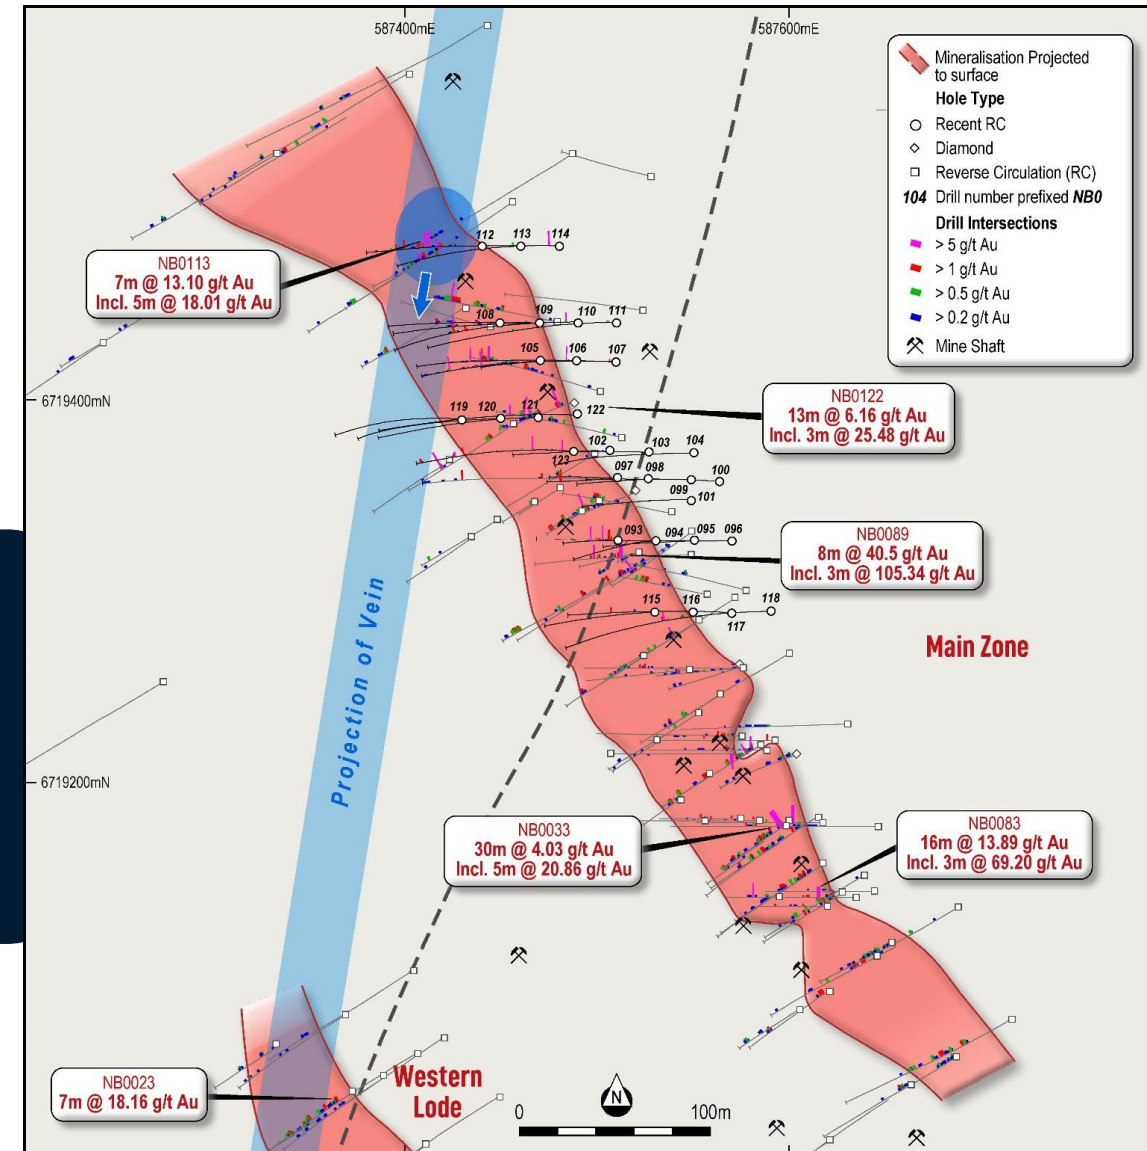 587400mE
587600mE
Mineralisation Projected
to surface
Hole Type
Recent RC
Diamond
Reverse Circulation (RC)
104 Drill number prefixed NB0
Drill Intersections
> 5 g/t Au
> 1 g/t Au
> 0.5 g/t Au
> 0.2 g/t Au
Mine Shaft
112 113 114
NB0113
7m @ 13.10 g/t Au
Incl. 5m @ 18.01 g/t Au
108 109 110 111
105 106 107
6719400mN
NB0122
13m @ 6.16 g/t Au
Incl. 3m @ 25.48 g/t Au
119 120 121 122
123 102 103 104
097 098 100
099 101
093 094 095 096
NB0089
8m @ 40.5 g/t Au
Incl. 3m @ 105.34 g/t Au
115 116 118
117
Main Zone
Projection of Vein
6719200mN
NB0033
30m @ 4.03 g/t Au
Incl. 5m @ 20.86 g/t Au
NB0083
16m @ 13.89 g/t Au
Incl. 3m @ 69.20 g/t Au
NB0023
7m @ 18.16 g/t Au
Western
Lode
N
0 100m